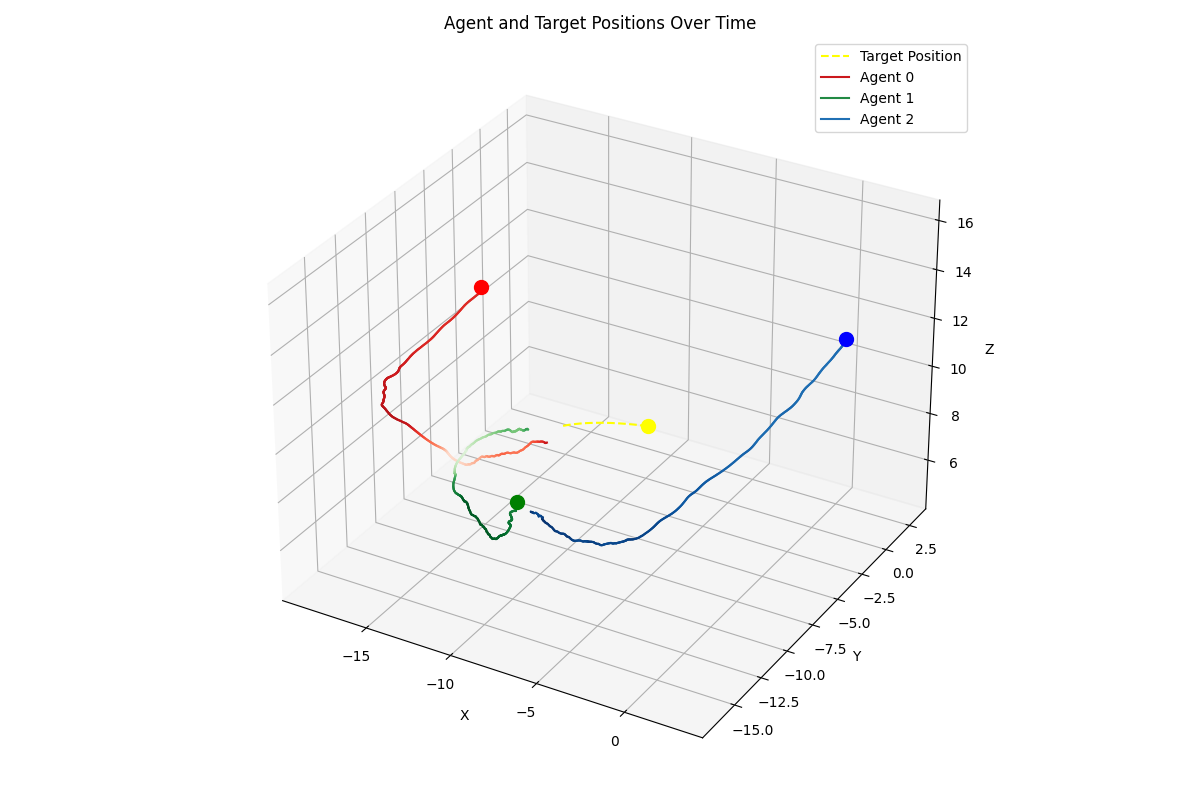 Agent and Target Positions Over Time
Target Position
Agent 0
Agent 1
Agent 2
16
14
12
Z
10
8
6
2.5
0.0
−2.5
−5.0
−7.5
Y
−10.0
−12.5
−15.0
−15
−10
−5
0
X